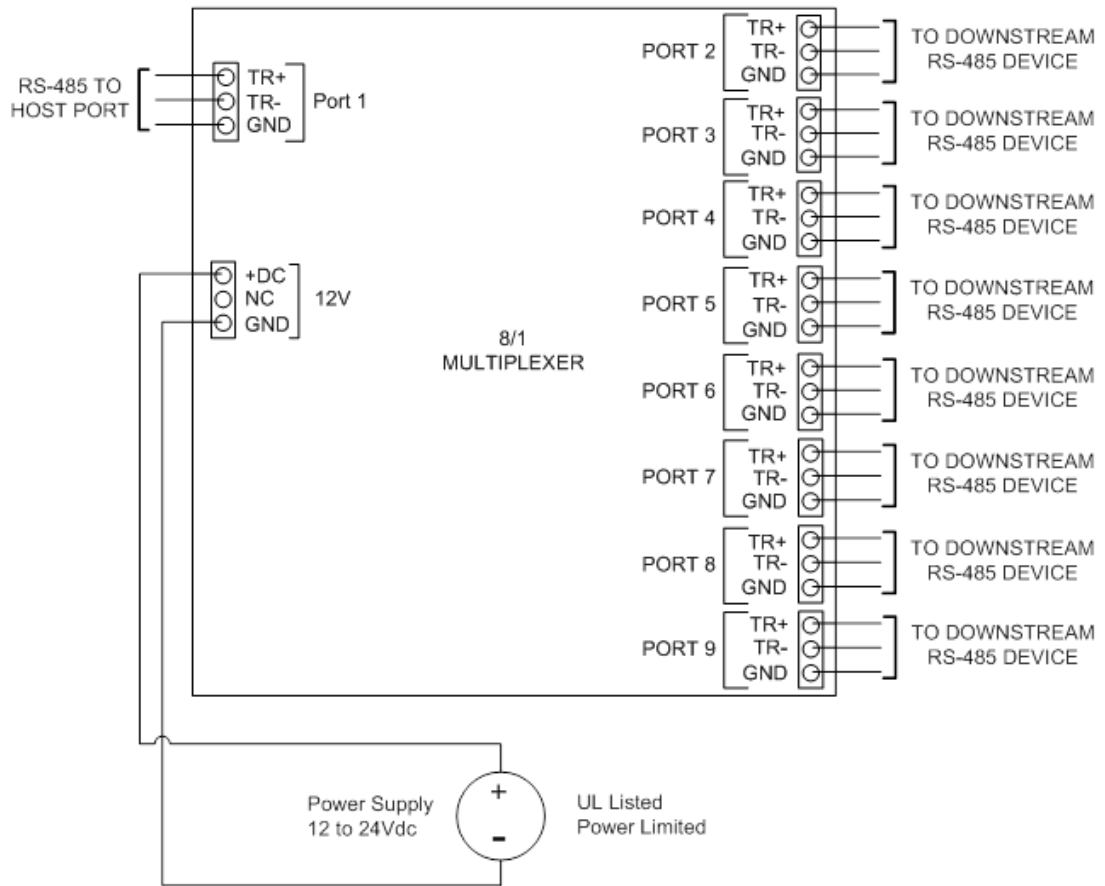 RS-485 TO
HOST PORT
TR+
TR-
GND
Port 1
+DC
NC
GND
12V
8/1
MULTIPLEXER
PORT 2
TR+
TR-
GND
TO DOWNSTREAM
RS-485 DEVICE
PORT 3
TR+
TR-
GND
TO DOWNSTREAM
RS-485 DEVICE
PORT 4
TR+
TR-
GND
TO DOWNSTREAM
RS-485 DEVICE
PORT 5
TR+
TR-
GND
TO DOWNSTREAM
RS-485 DEVICE
PORT 6
TR+
TR-
GND
TO DOWNSTREAM
RS-485 DEVICE
PORT 7
TR+
TR-
GND
TO DOWNSTREAM
RS-485 DEVICE
PORT 8
TR+
TR-
GND
TO DOWNSTREAM
RS-485 DEVICE
PORT 9
TR+
TR-
GND
TO DOWNSTREAM
RS-485 DEVICE
Power Supply
12 to 24Vdc
+
-
UL Listed
Power Limited